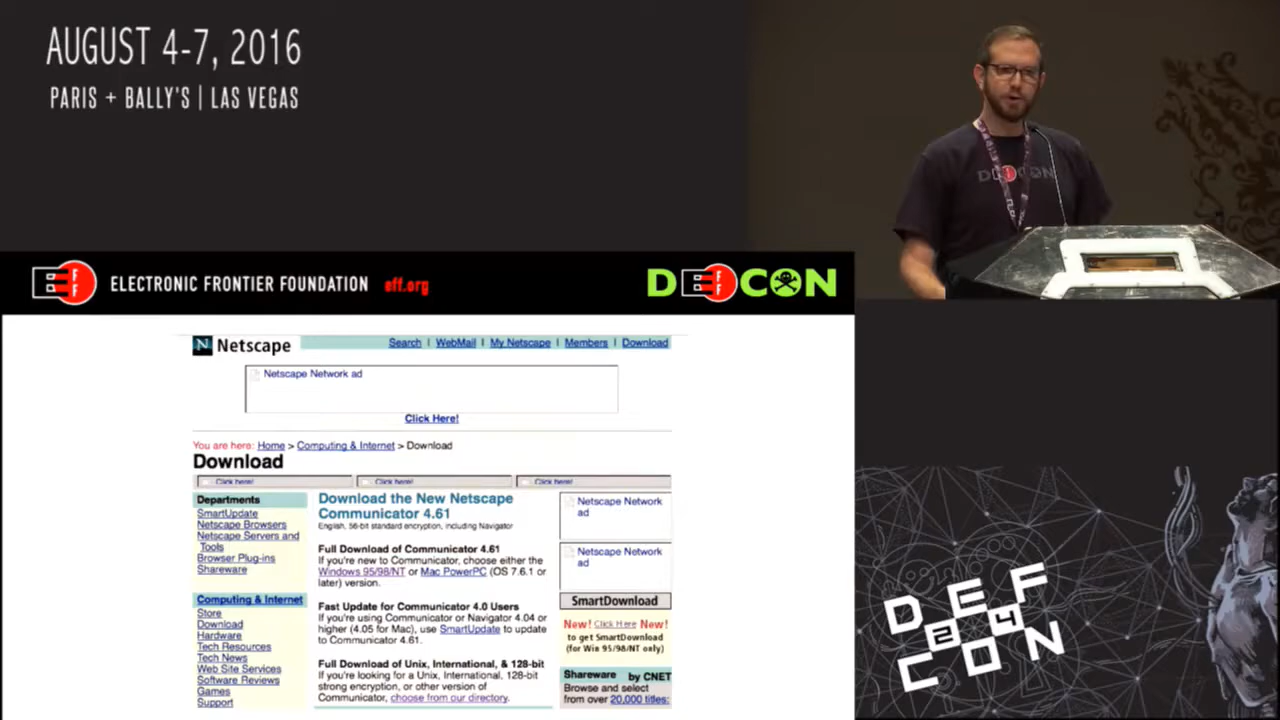 AUGUST 4-7, 2016
PARIS + BALLY'S | LAS VEGAS
DEFCON
EFF ELECTRONIC FRONTIER FOUNDATION eff.org
DEFCON
N Netscape
Search | WebMail | My Netscape | Members | Download
Netscape Network ad
Click Here!
You are here: Home > Computing & Internet > Download
Download
Click here!
Click here!
Click here!
Departments
SmartUpdate
Netscape Browsers
Netscape Servers and
Tools
Browser Plug-ins
Shareware
Computing & Internet
Store
Download
Hardware
Tech Resources
Tech News
Web Site Services
Software Reviews
Games
Support
Download the New Netscape
Communicator 4.61
English, 56-bit standard encryption, including Navigator
Full Download of Communicator 4.61
If you're new to Communicator, choose either the
Windows 95/98/NT or Mac PowerPC (OS 7.6.1 or
later) version.
Fast Update for Communicator 4.0 Users
If you're using Communicator or Navigator 4.04 or
higher (4.05 for Mac), use SmartUpdate to update
to Communicator 4.61.
Full Download of Unix, International, & 128-bit
If you're looking for a Unix, International, 128-bit
strong encryption, or other version of
Communicator, choose from our directory.
Netscape Network
ad
Netscape Network
ad
SmartDownload
New! Click Here New!
to get SmartDownload
(for Win 95/98/NT only)
Shareware by CNET
Browse and select
from over 20,000 titles:
DEF
24
CON